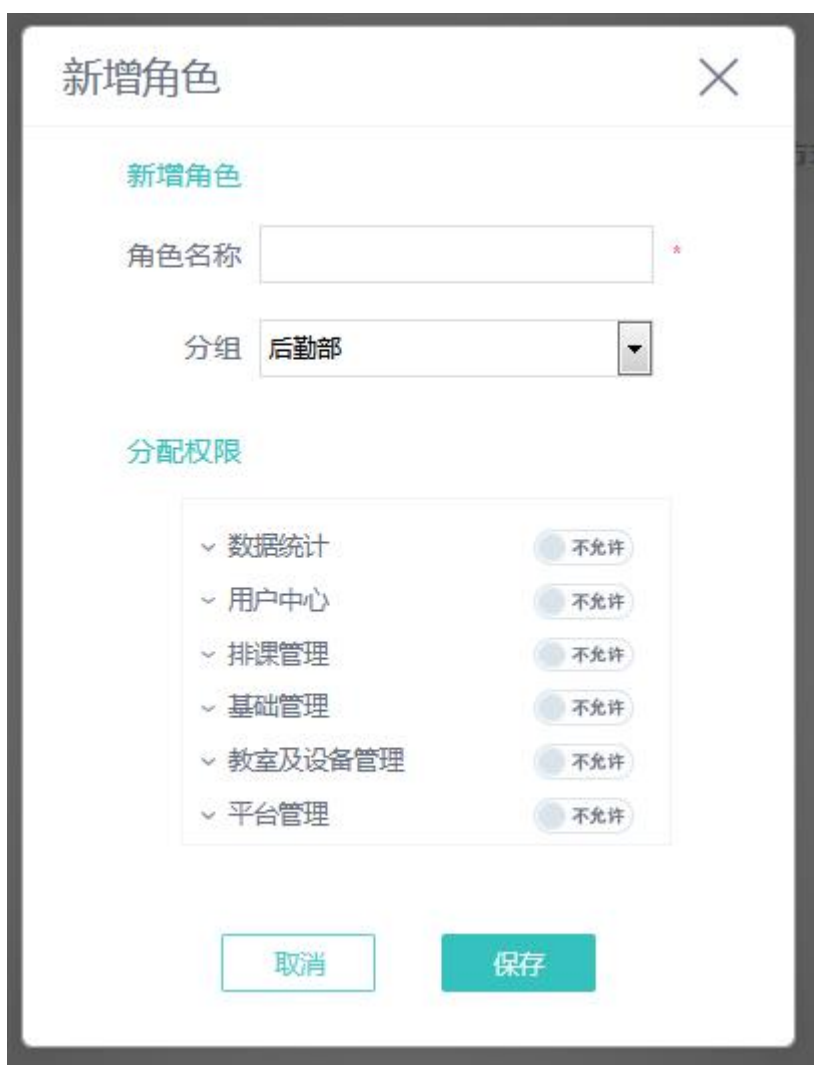 新增角色
新增角色
角色名称 *
分组 后勤部
分配权限
数据统计 不允许
用户中心 不允许
排课管理 不允许
基础管理 不允许
教室及设备管理 不允许
平台管理 不允许
取消 保存